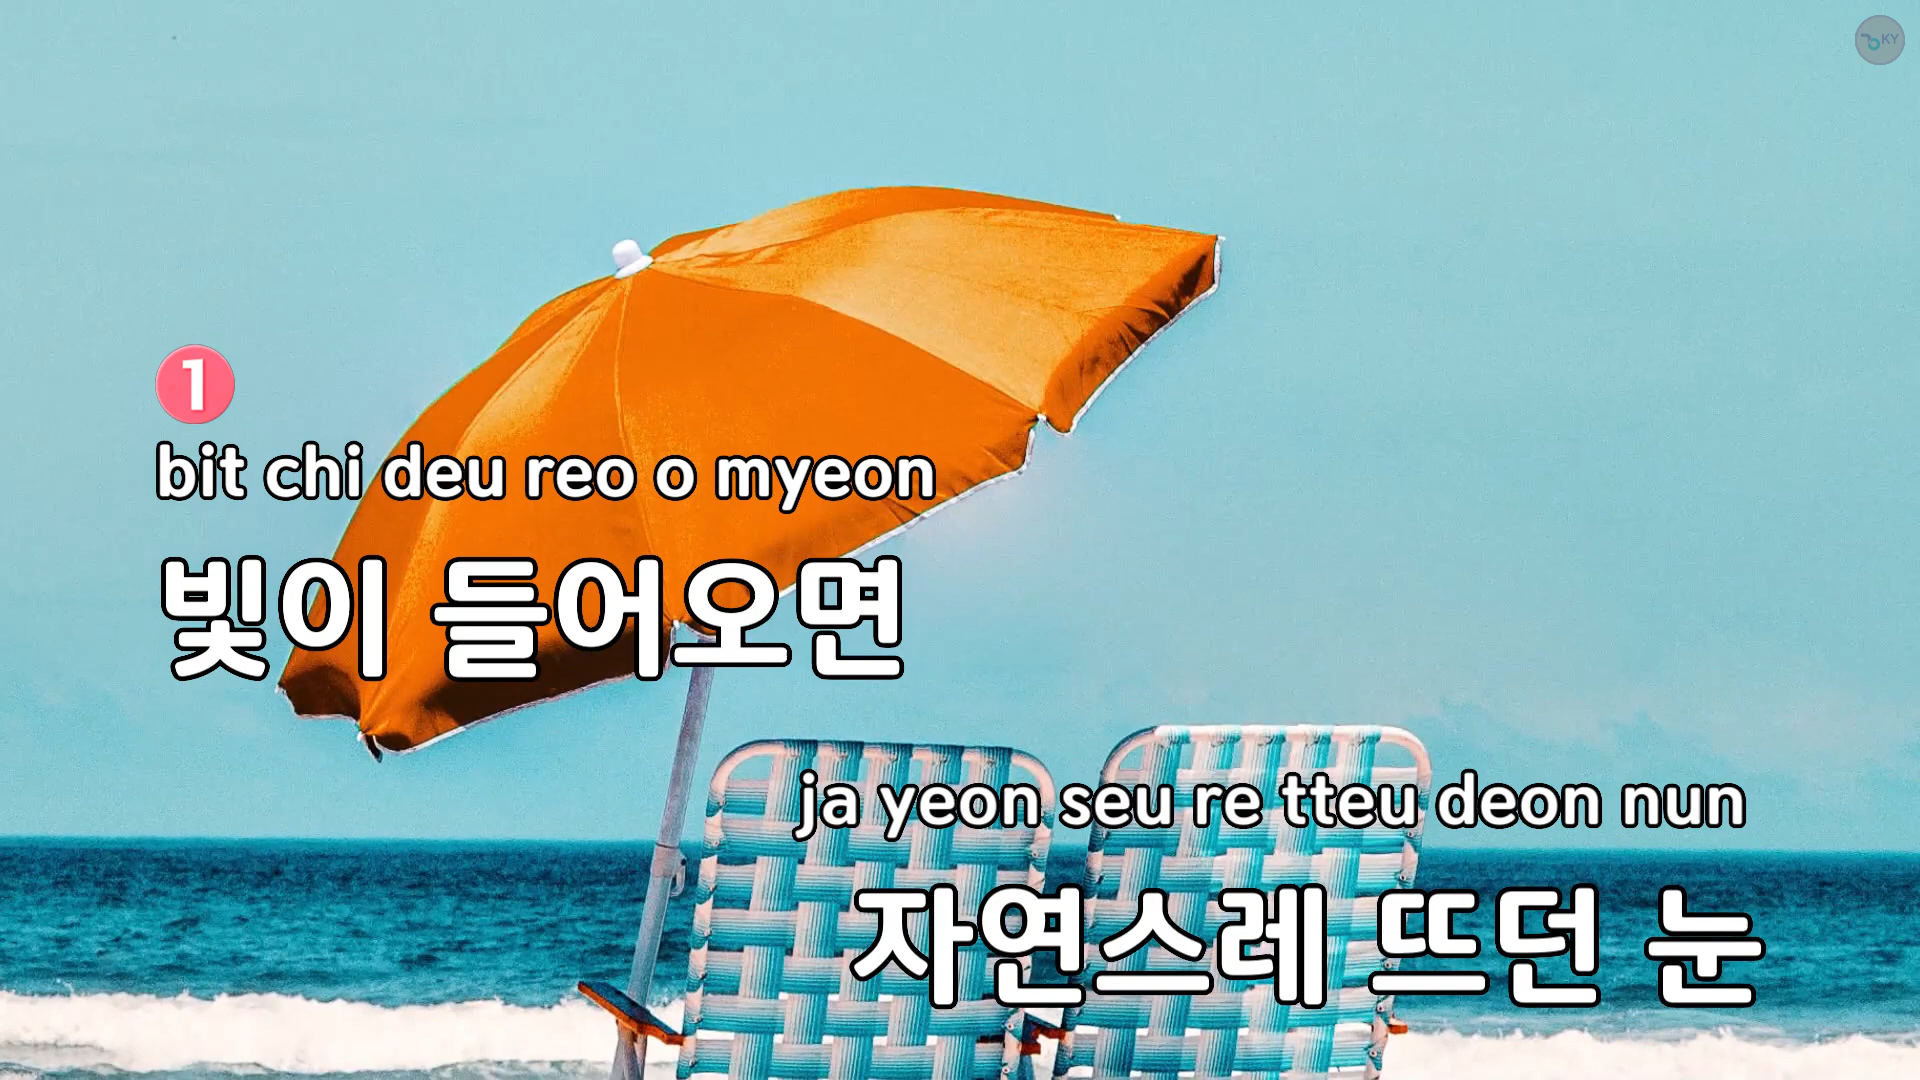 KY
1
bit chi deu reo o myeon
빛이 들어오면
ja yeon seu re tteu deon nun
자연스레 뜨던 눈